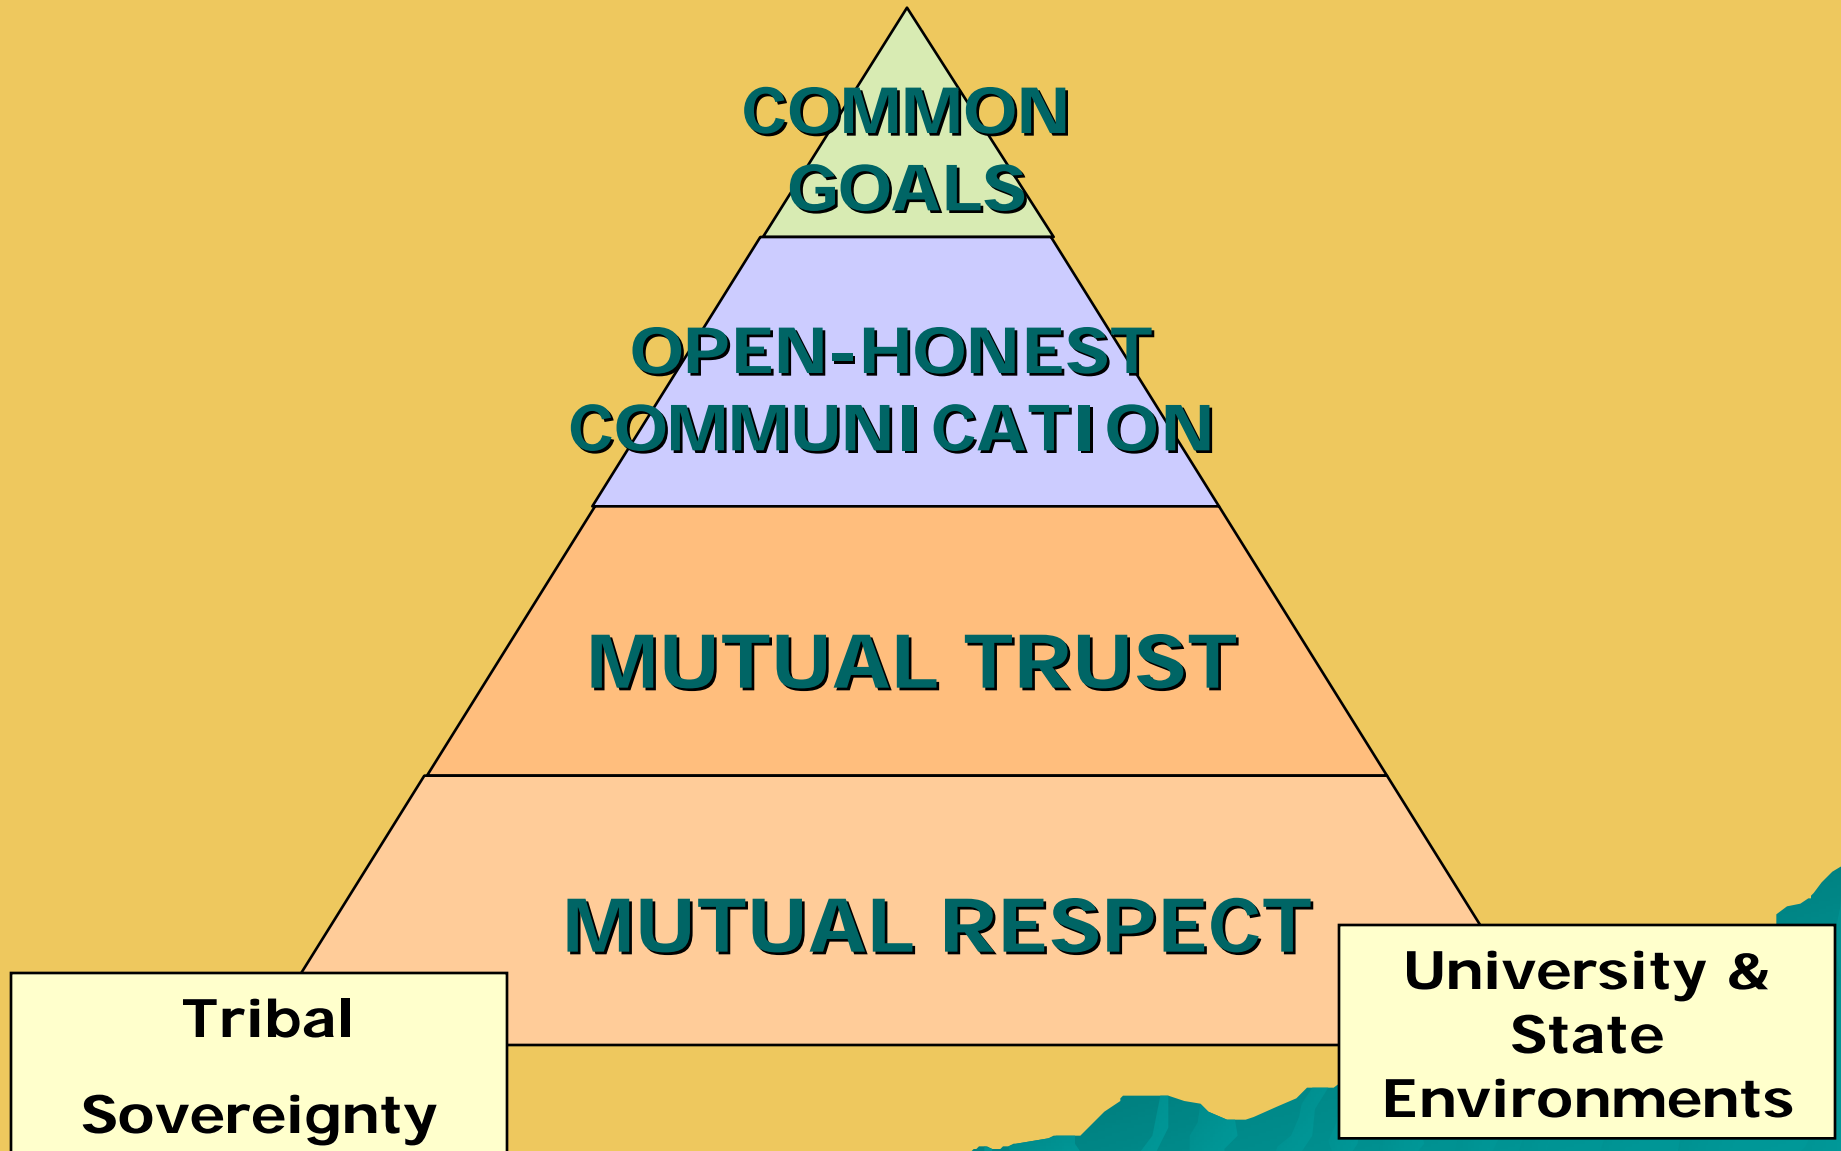 COMMON
GOALS
OPEN-HONEST
COMMUNICATION
MUTUAL TRUST
MUTUAL RESPECT
Tribal
Sovereignty
University &
State
Environments